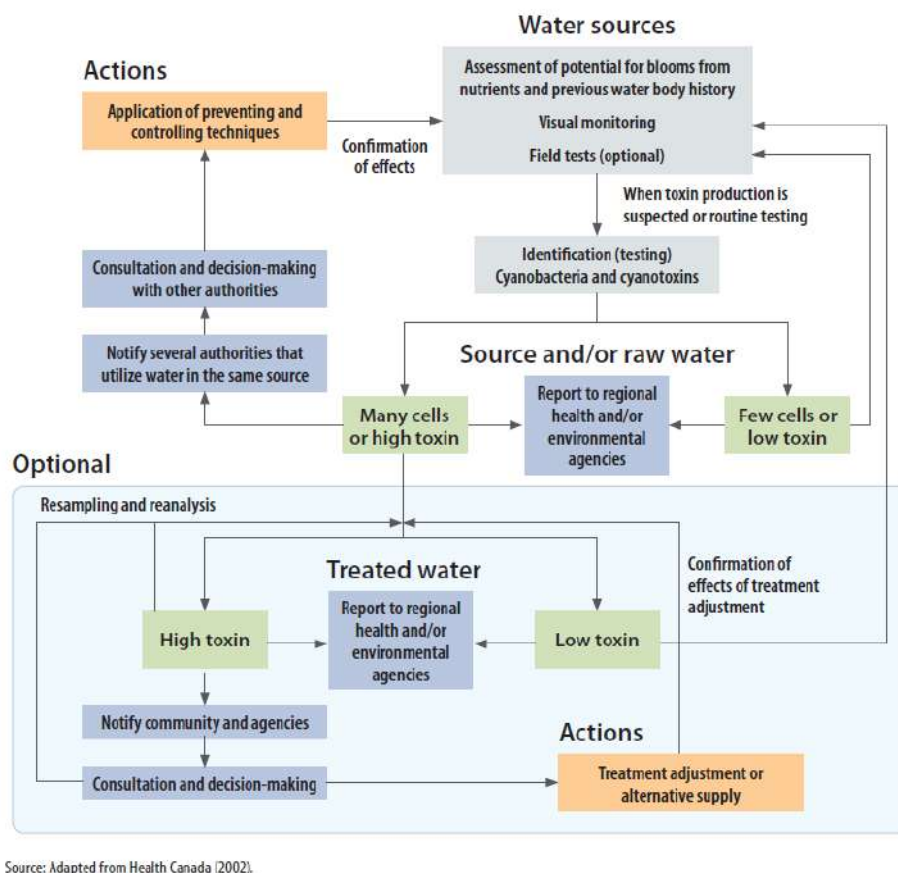 Water sources
Assessment of potential for blooms from
nutrients and previous water body history
Visual monitoring
Field tests (optional)
Actions
Application of preventing and
controlling techniques
Confirmation
of effects
When toxin production is
suspected or routine testing
Identification (testing)
Cyanobacteria and cyanotoxins
Consultation and decision-making
with other authorities
Notify several authorities that
utilize water in the same source
Source and/or raw water
Many cells
or high toxin
Report to regional
health and/or
environmental
agencies
Few cells or
low toxin
Optional
Resampling and reanalysis
Treated water
Confirmation of
effects of treatment
adjustment
High toxin
Report to regional
health and/or
environmental
agencies
Low toxin
Notify community and agencies
Consultation and decision-making
Actions
Treatment adjustment or
alternative supply
Source: Adapted from Health Canada (2002).